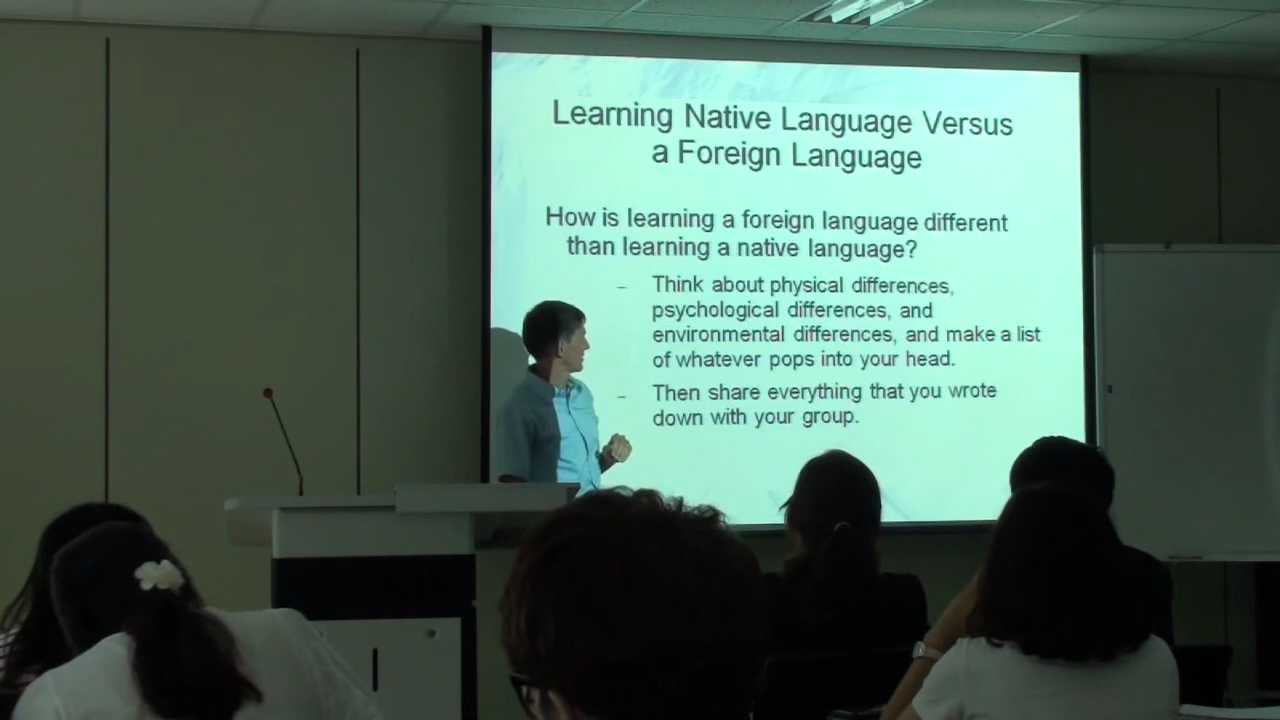 Learning Native Language Versus
a Foreign Language
How is learning a foreign language different
than learning a native language?
– Think about physical differences,
psychological differences, and
environmental differences, and make a list
of whatever pops into your head.
– Then share everything that you wrote
down with your group.